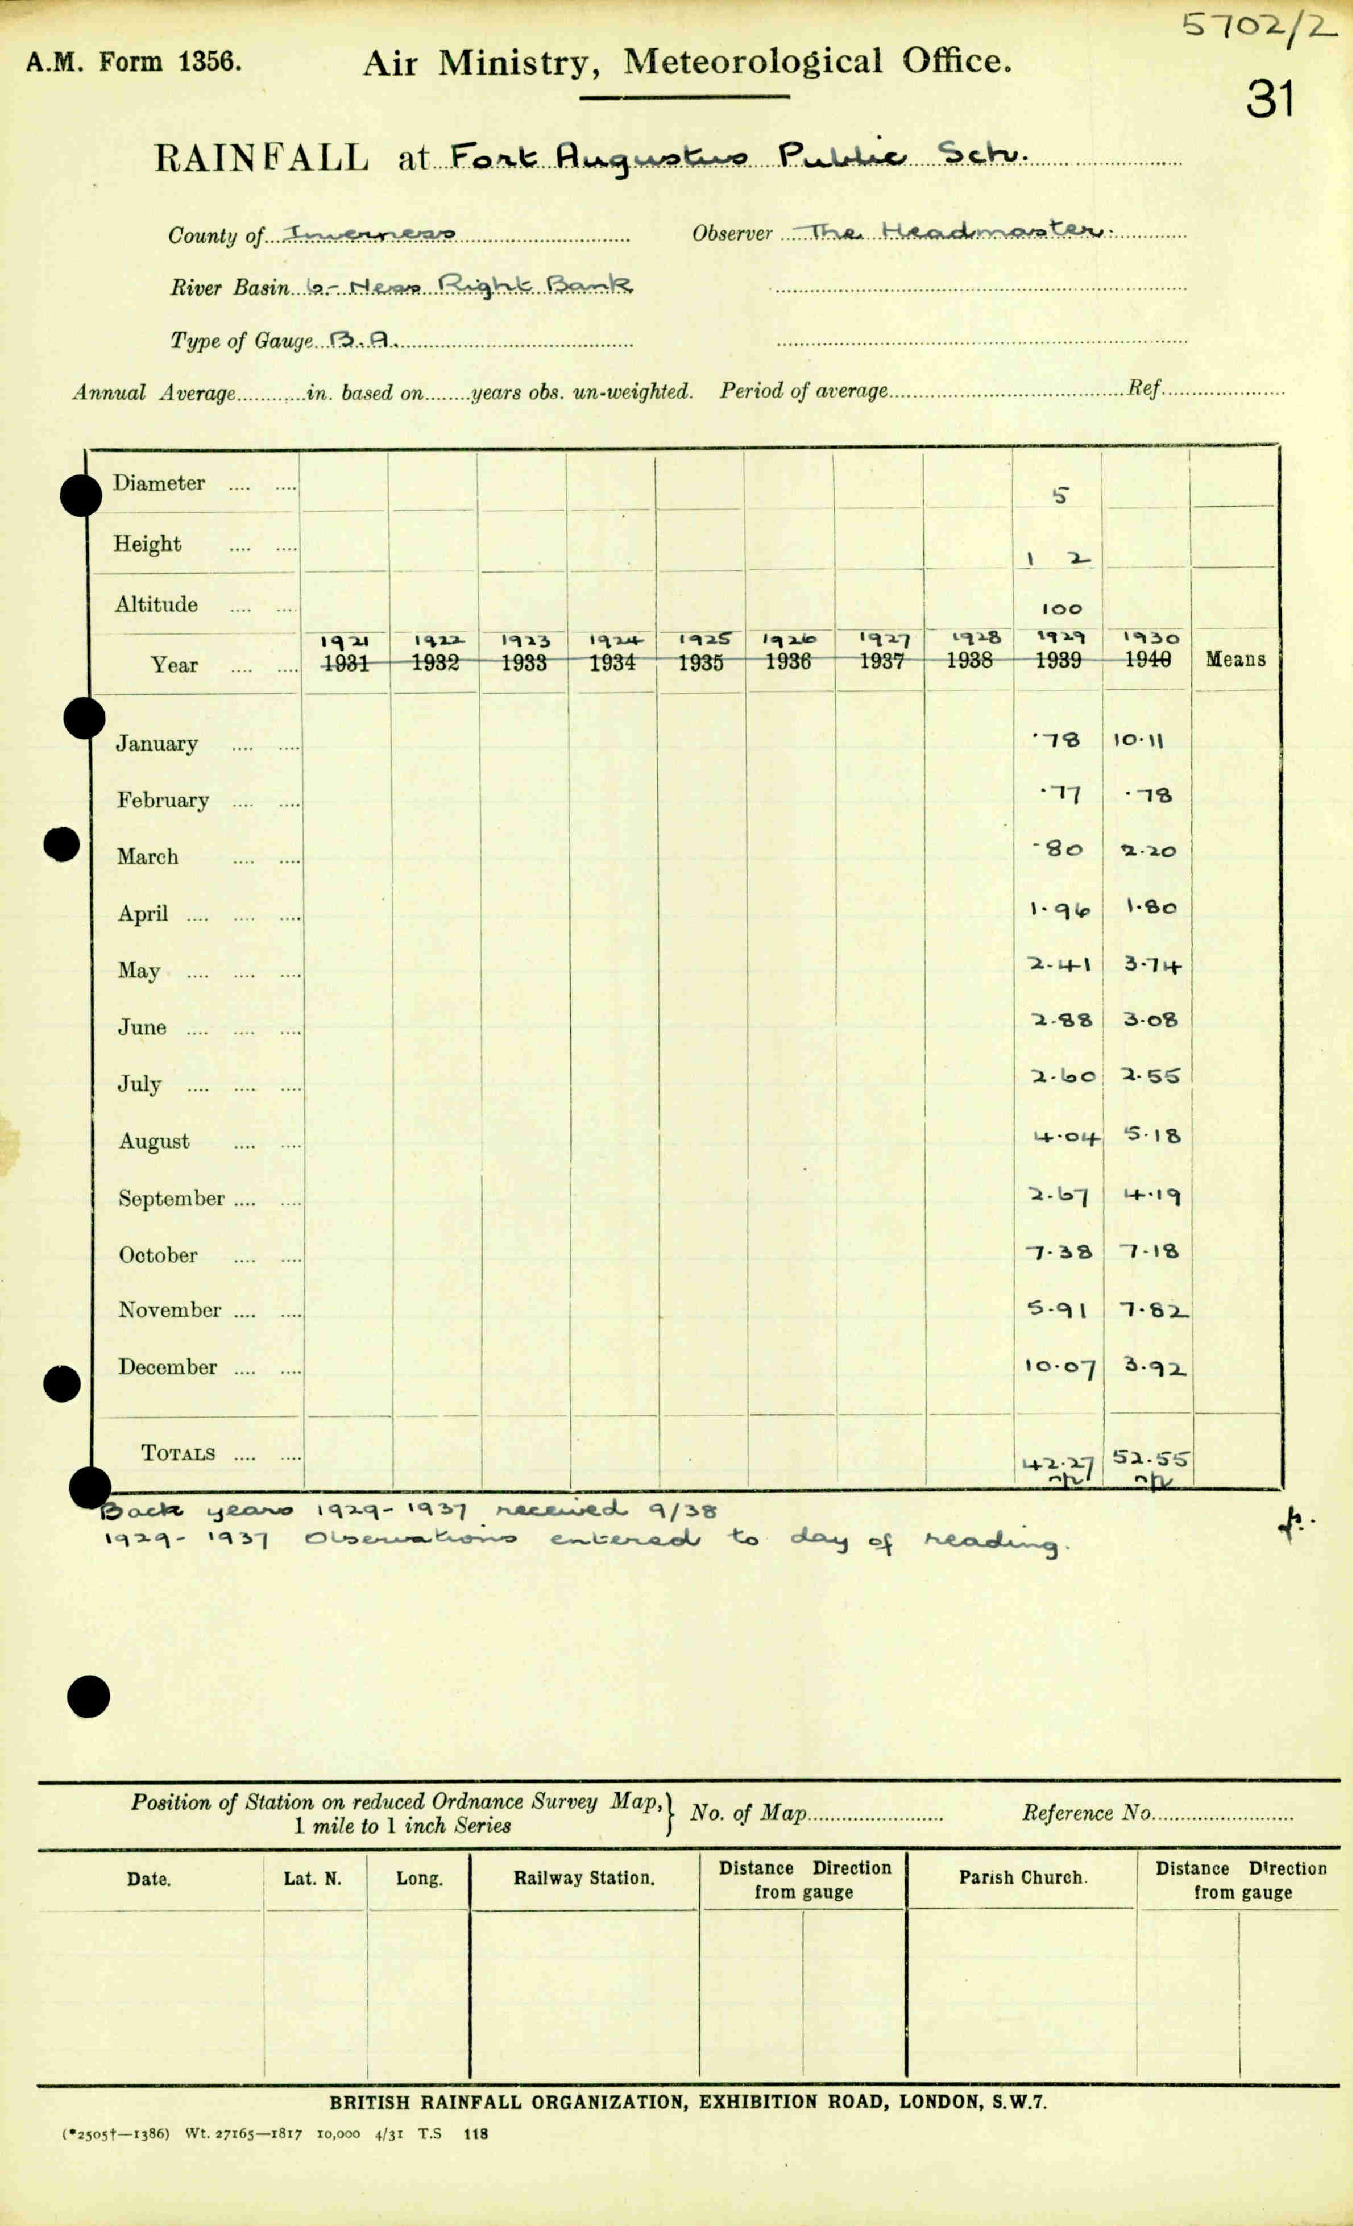 5702/2
A.M. Form 1356. Air Ministry, Meteorological Office.
31
RAINFALL at Fort Augustus Public Sch.
County of Inverness Observer The Headmaster.
River Basin 6- Ness Right Bank
Type of Gauge B.A.
Annual Average in. based on years obs. un-weighted. Period of average Ref.
Diameter .... .... 5
Height .... .... 1 2
Altitude .... .... 100
1921 1922 1923 1924 1925 1926 1927 1928 1929 1930
Year .... .... 1931 1932 1933 1934 1935 1936 1937 1938 1939 1940 Means
January .... .... ·78 10·11
February .... .... ·77 ·78
March .... .... ·80 2·20
April .... .... .... 1·96 1·80
May .... .... .... 2·41 3·74
June .... .... .... 2·88 3·08
July .... .... .... 2·60 2·55
August .... .... 4·04 5·18
September .... .... 2·67 4·19
October .... .... 7·38 7·18
November .... .... 5·91 7·82
December .... .... 10·07 3·92
TOTALS .... .... 42·27 52·55
Back years 1929-1937 received 9/38
1929-1937 Observations entered to day of reading.
Position of Station on reduced Ordnance Survey Map, } No. of Map Reference No.
1 mile to 1 inch Series
Date. Lat. N. Long. Railway Station. Distance Direction from gauge Parish Church. Distance Direction from gauge
BRITISH RAINFALL ORGANIZATION, EXHIBITION ROAD, LONDON, S.W.7.
(*2505†—1386) Wt. 27165—1817 10,000 4/31 T.S 118